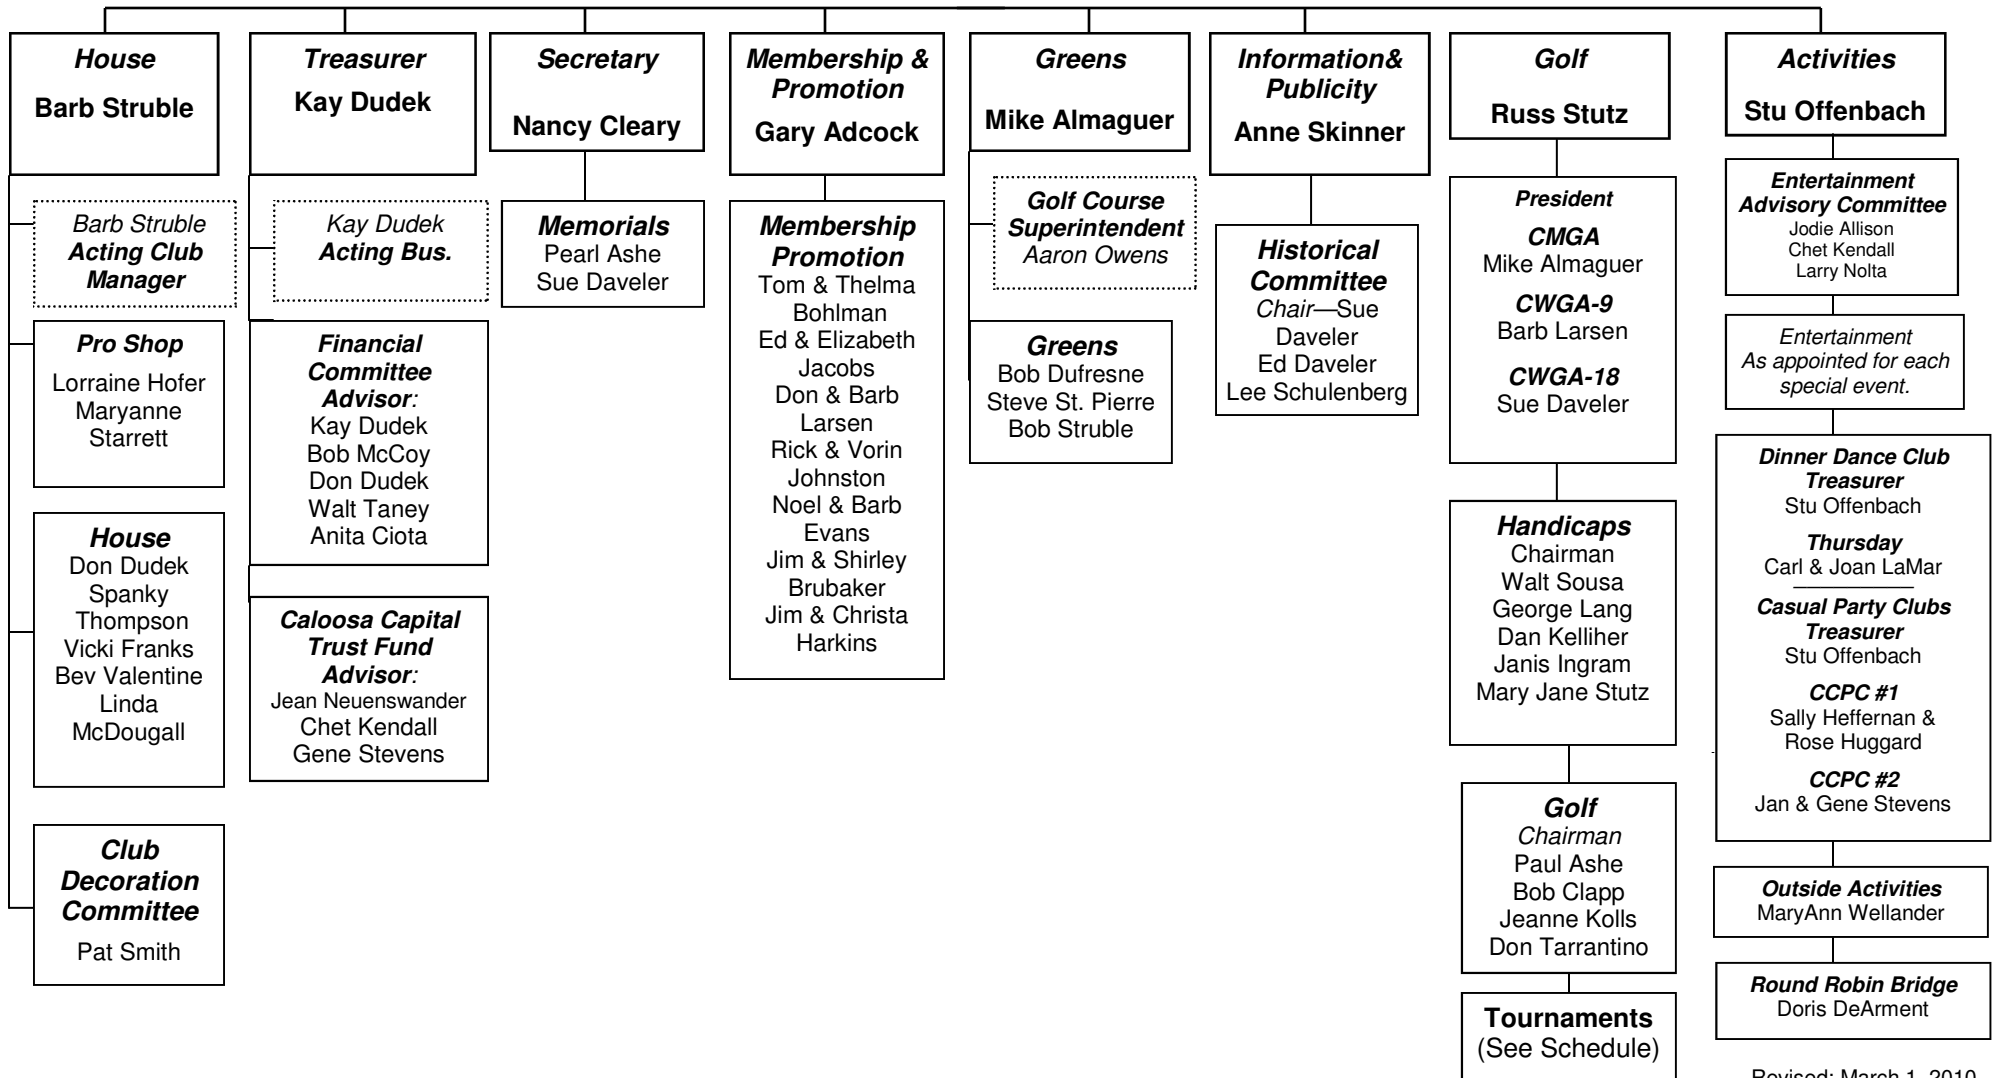 House
Barb Struble
Barb Struble
Acting Club
Manager
Pro Shop
Lorraine Hofer
Maryanne
Starrett
House
Don Dudek
Spanky
Thompson
Vicki Franks
Bev Valentine
Linda
McDougall
Club
Decoration
Committee
Pat Smith
Treasurer
Kay Dudek
Kay Dudek
Acting Bus.
Financial
Committee
Advisor:
Kay Dudek
Bob McCoy
Don Dudek
Walt Taney
Anita Ciota
Caloosa Capital
Trust Fund
Advisor:
Jean Neuenswander
Chet Kendall
Gene Stevens
Secretary
Nancy Cleary
Memorials
Pearl Ashe
Sue Daveler
Membership &
Promotion
Gary Adcock
Membership
Promotion
Tom & Thelma
Bohlman
Ed & Elizabeth
Jacobs
Don & Barb
Larsen
Rick & Vorin
Johnston
Noel & Barb
Evans
Jim & Shirley
Brubaker
Jim & Christa
Harkins
Greens
Mike Almaguer
Golf Course
Superintendent
Aaron Owens
Greens
Bob Dufresne
Steve St. Pierre
Bob Struble
Information&
Publicity
Anne Skinner
Historical
Committee
Chair—Sue
Daveler
Ed Daveler
Lee Schulenberg
Golf
Russ Stutz
President
CMGA
Mike Almaguer
CWGA-9
Barb Larsen
CWGA-18
Sue Daveler
Handicaps
Chairman
Walt Sousa
George Lang
Dan Kelliher
Janis Ingram
Mary Jane Stutz
Golf
Chairman
Paul Ashe
Bob Clapp
Jeanne Kolls
Don Tarrantino
Tournaments
(See Schedule)
Activities
Stu Offenbach
Entertainment
Advisory Committee
Jodie Allison
Chet Kendall
Larry Nolta
Entertainment
As appointed for each
special event.
Dinner Dance Club
Treasurer
Stu Offenbach
Thursday
Carl & Joan LaMar
Casual Party Clubs
Treasurer
Stu Offenbach
CCPC #1
Sally Heffernan &
Rose Huggard
CCPC #2
Jan & Gene Stevens
Outside Activities
MaryAnn Wellander
Round Robin Bridge
Doris DeArment
Revised: March 1, 2010